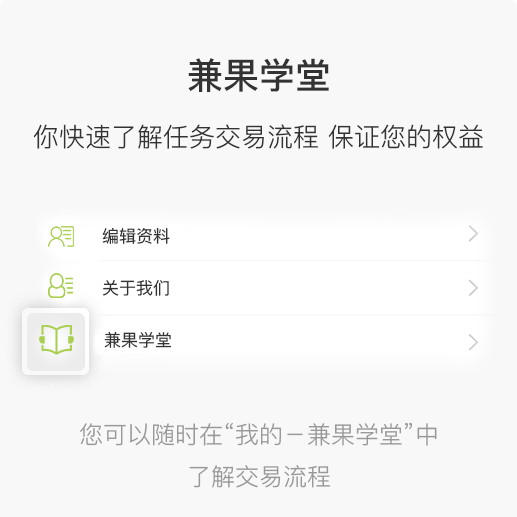 兼果学堂
你快速了解任务交易流程 保证您的权益
编辑资料
关于我们
兼果学堂
您可以随时在“我的－兼果学堂”中
了解交易流程